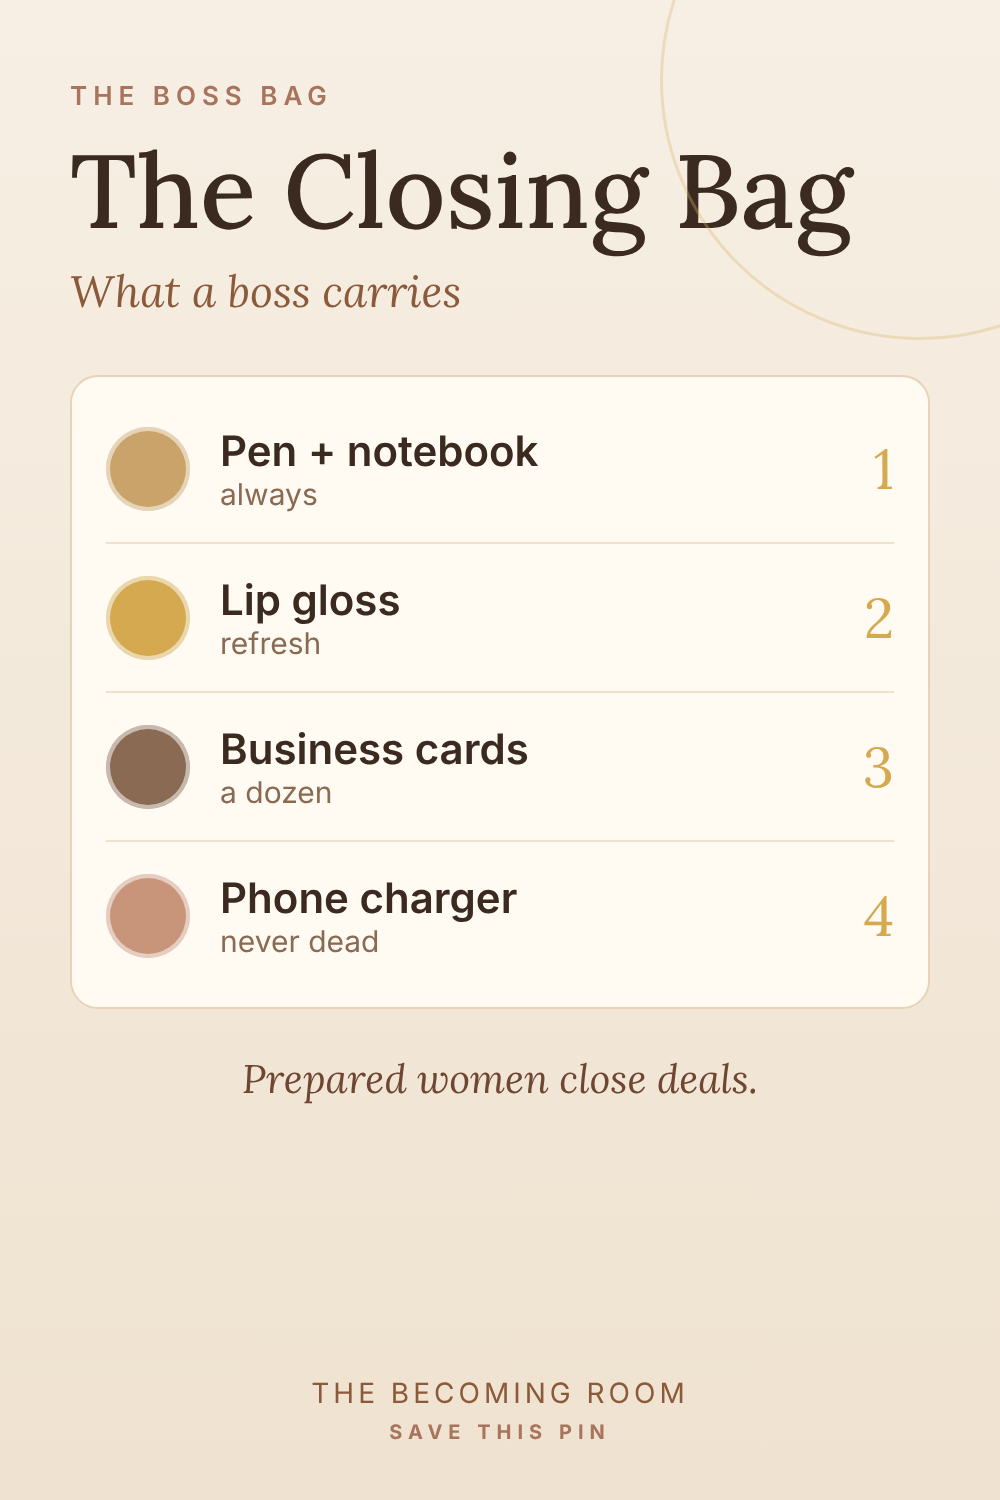 THE BOSS BAG
The Closing Bag
What a boss carries
Pen + notebook
always
1
Lip gloss
refresh
2
Business cards
a dozen
3
Phone charger
never dead
4
Prepared women close deals.
THE BECOMING ROOM
SAVE THIS PIN